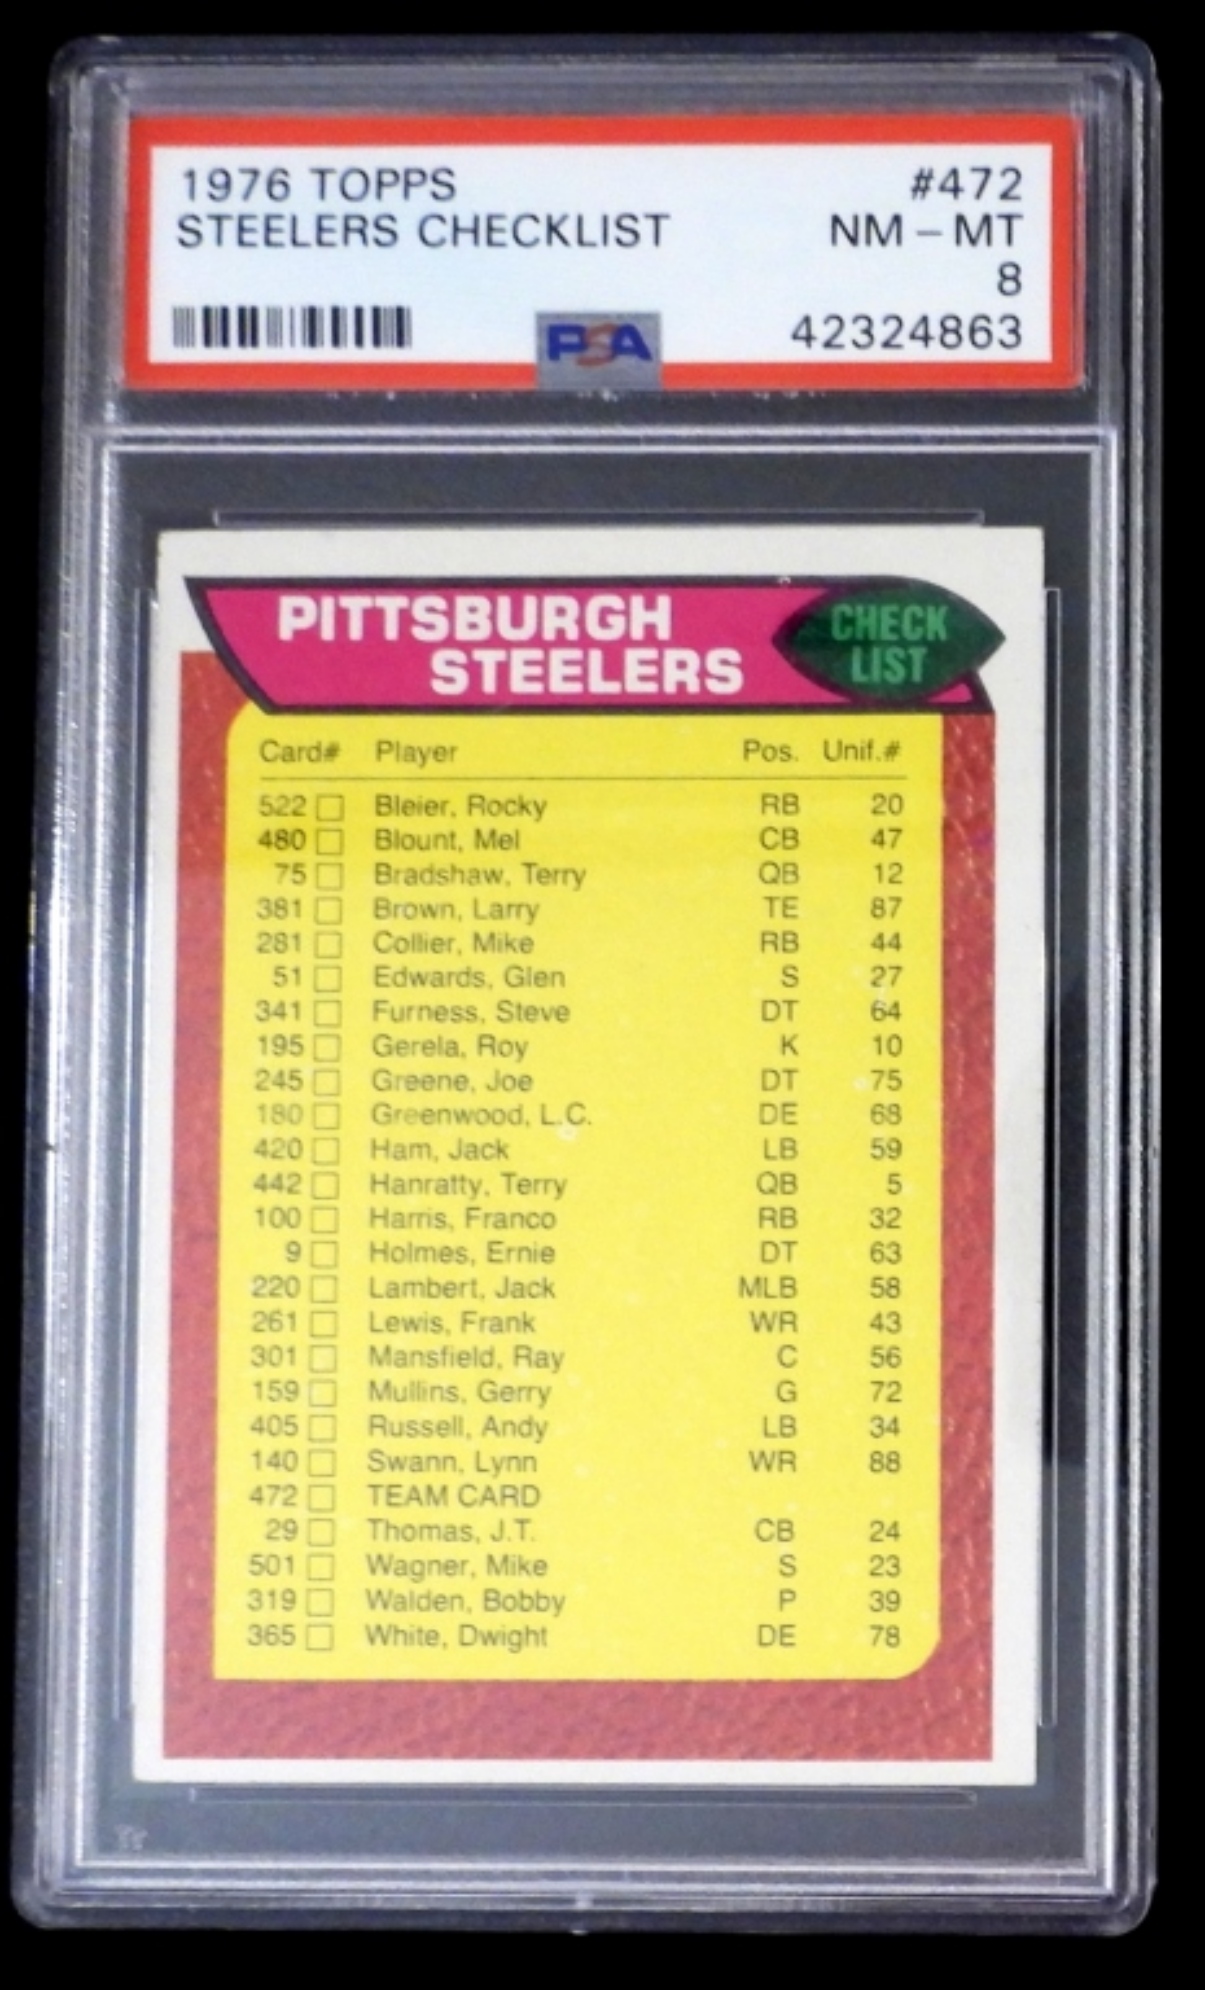 1976 TOPPS #472
STEELERS CHECKLIST NM - MT
8
PSA 42324863
PITTSBURGH
STEELERS
CHECK
LIST
Card# Player Pos. Unif.#
522 Bleier, Rocky RB 20
480 Blount, Mel CB 47
75 Bradshaw, Terry QB 12
381 Brown, Larry TE 87
281 Collier, Mike RB 44
51 Edwards, Glen S 27
341 Furness, Steve DT 64
195 Gerela, Roy K 10
245 Greene, Joe DT 75
180 Greenwood, L.C. DE 68
420 Ham, Jack LB 59
442 Hanratty, Terry QB 5
100 Harris, Franco RB 32
9 Holmes, Ernie DT 63
220 Lambert, Jack MLB 58
261 Lewis, Frank WR 43
301 Mansfield, Ray C 56
159 Mullins, Gerry G 72
405 Russell, Andy LB 34
140 Swann, Lynn WR 88
472 TEAM CARD
29 Thomas, J.T. CB 24
501 Wagner, Mike S 23
319 Walden, Bobby P 39
365 White, Dwight DE 78